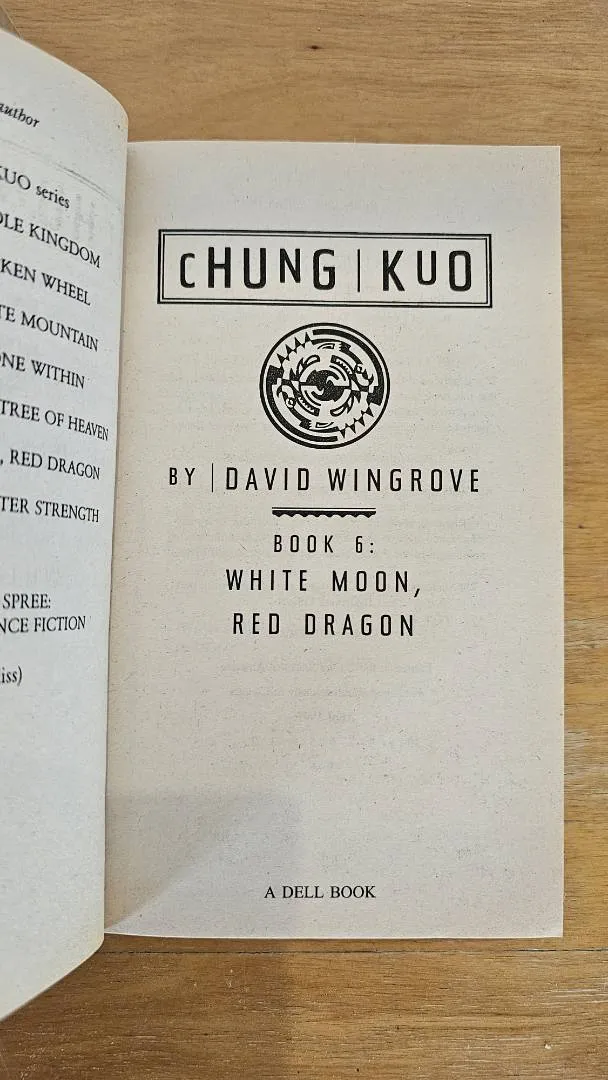 author
KUO series
DLE KINGDOM
KEN WHEEL
TE MOUNTAIN
ONE WITHIN
TREE OF HEAVEN
, RED DRAGON
TER STRENGTH
SPREE:
NCE FICTION
iss)
CHUNG | KUO
BY | DAVID WINGROVE
BOOK 6:
WHITE MOON,
RED DRAGON
A DELL BOOK